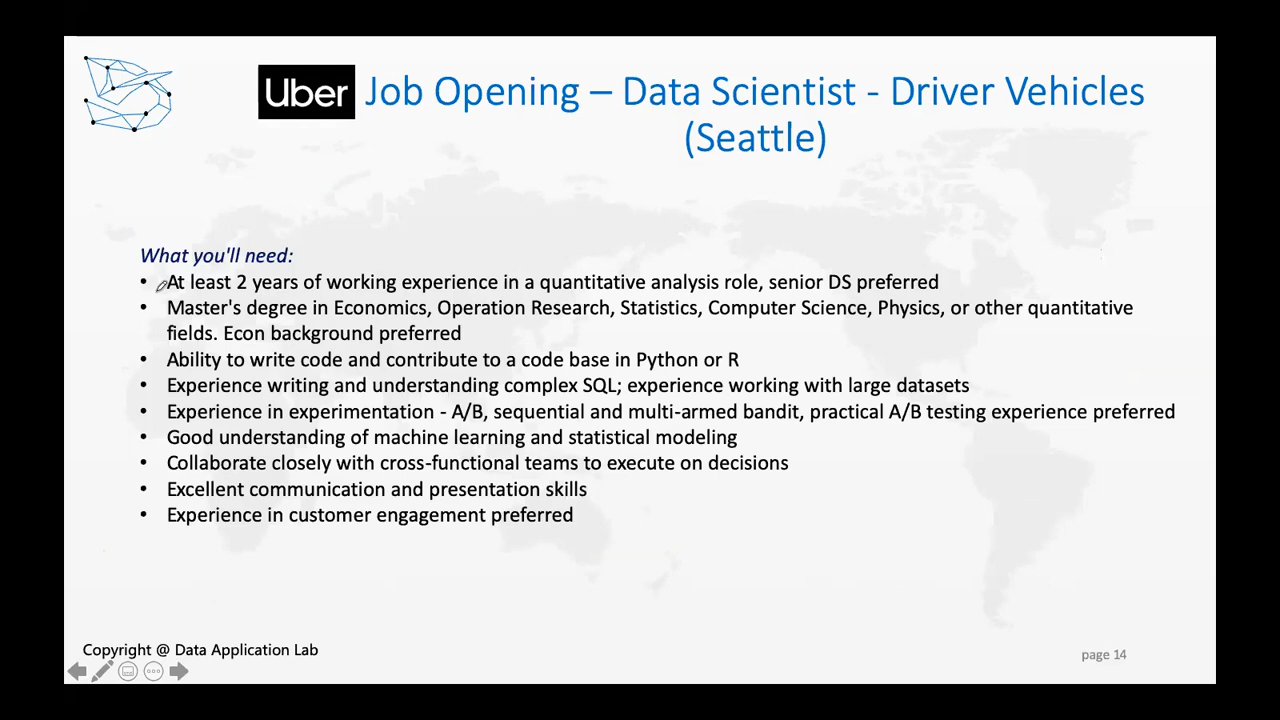 Uber Job Opening – Data Scientist - Driver Vehicles
(Seattle)
What you'll need:
• At least 2 years of working experience in a quantitative analysis role, senior DS preferred
• Master's degree in Economics, Operation Research, Statistics, Computer Science, Physics, or other quantitative
fields. Econ background preferred
• Ability to write code and contribute to a code base in Python or R
• Experience writing and understanding complex SQL; experience working with large datasets
• Experience in experimentation - A/B, sequential and multi-armed bandit, practical A/B testing experience preferred
• Good understanding of machine learning and statistical modeling
• Collaborate closely with cross-functional teams to execute on decisions
• Excellent communication and presentation skills
• Experience in customer engagement preferred
Copyright @ Data Application Lab
page 14